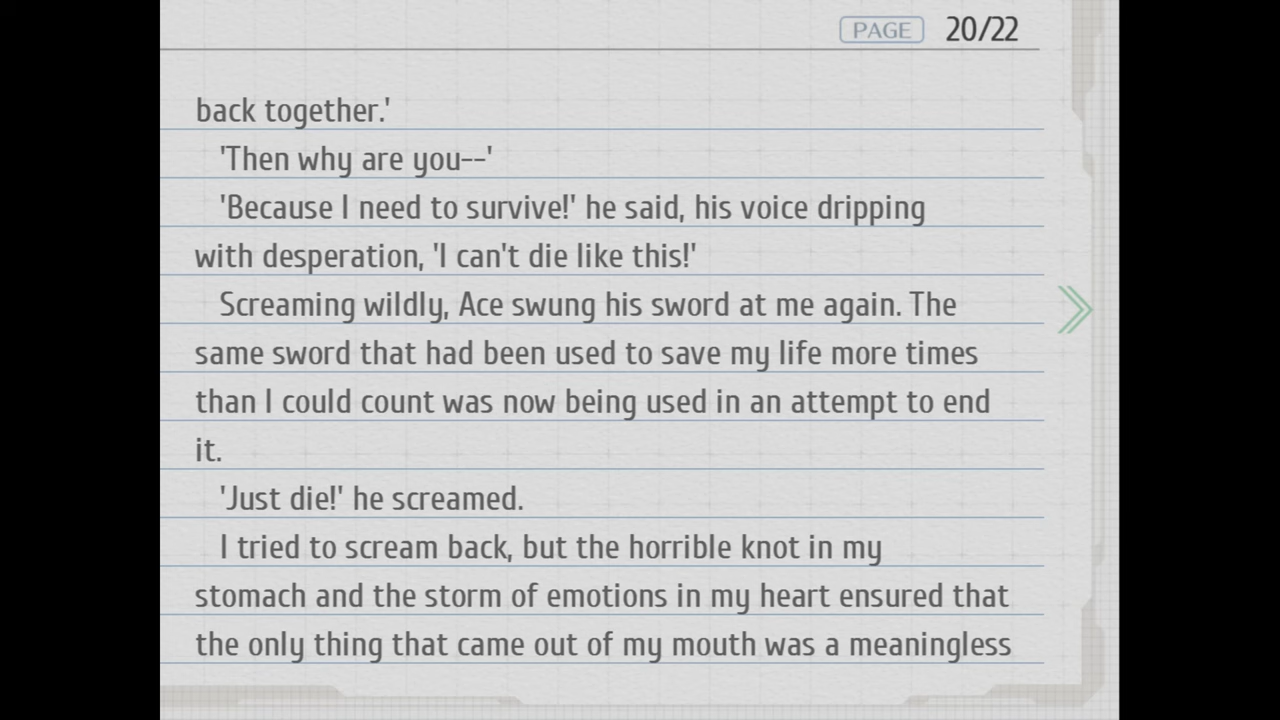 PAGE 20/22
back together.'
'Then why are you--'
'Because I need to survive!' he said, his voice dripping
with desperation, 'I can't die like this!'
Screaming wildly, Ace swung his sword at me again. The
same sword that had been used to save my life more times
than I could count was now being used in an attempt to end
it.
'Just die!' he screamed.
I tried to scream back, but the horrible knot in my
stomach and the storm of emotions in my heart ensured that
the only thing that came out of my mouth was a meaningless